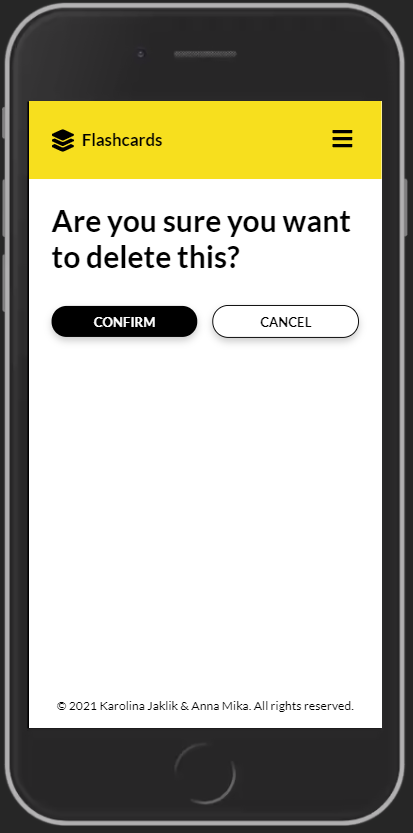 Flashcards
Are you sure you want
to delete this?
CONFIRM
CANCEL
© 2021 Karolina Jaklik & Anna Mika. All rights reserved.